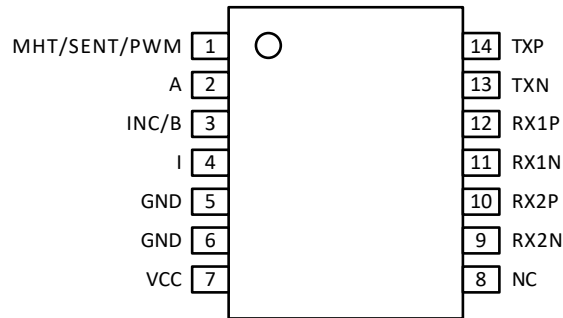 MHT/SENT/PWM 1 14 TXP
A 2 13 TXN
INC/B 3 12 RX1P
I 4 11 RX1N
GND 5 10 RX2P
GND 6 9 RX2N
VCC 7 8 NC